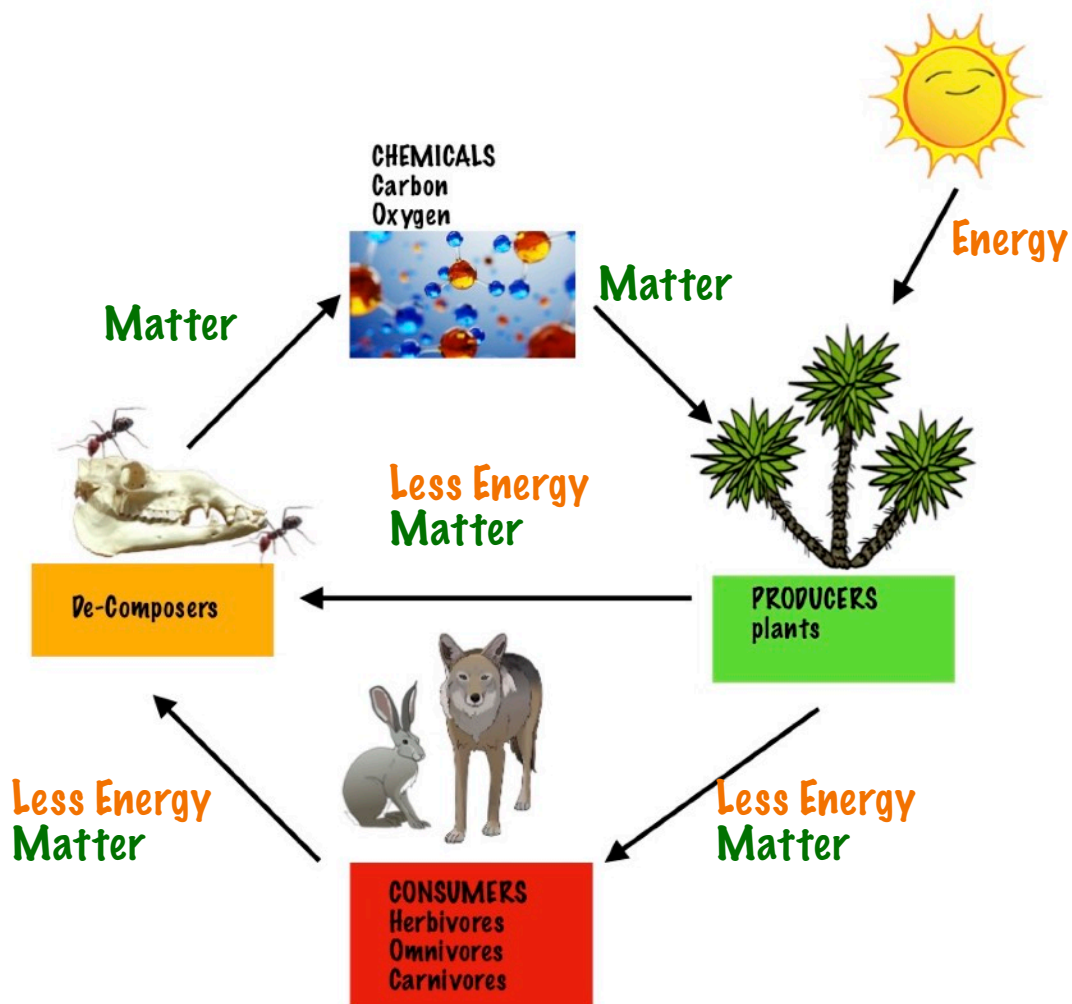 CHEMICALS
Carbon
Oxygen
Energy
Matter
Matter
Less Energy
Matter
De-Composers
PRODUCERS
plants
Less Energy
Matter
Less Energy
Matter
CONSUMERS
Herbivores
Omnivores
Carnivores